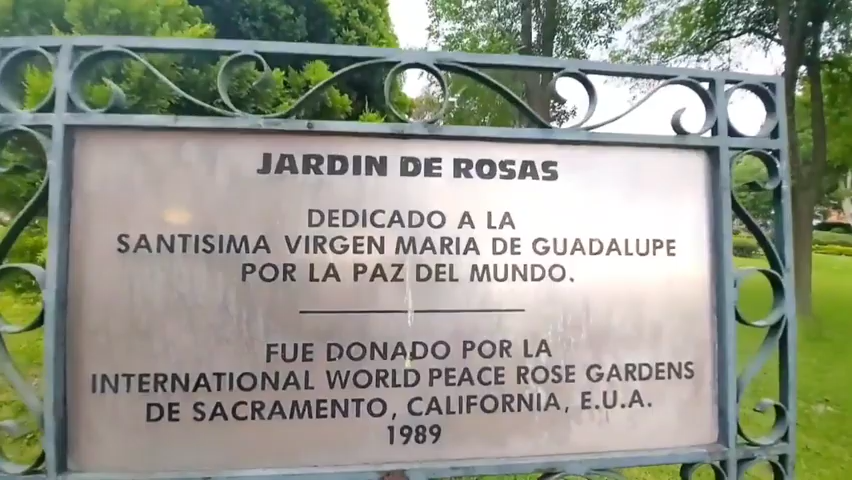 JARDIN DE ROSAS
DEDICADO A LA
SANTISIMA VIRGEN MARIA DE GUADALUPE
POR LA PAZ DEL MUNDO.
FUE DONADO POR LA
INTERNATIONAL WORLD PEACE ROSE GARDENS
DE SACRAMENTO, CALIFORNIA, E.U.A.
1989